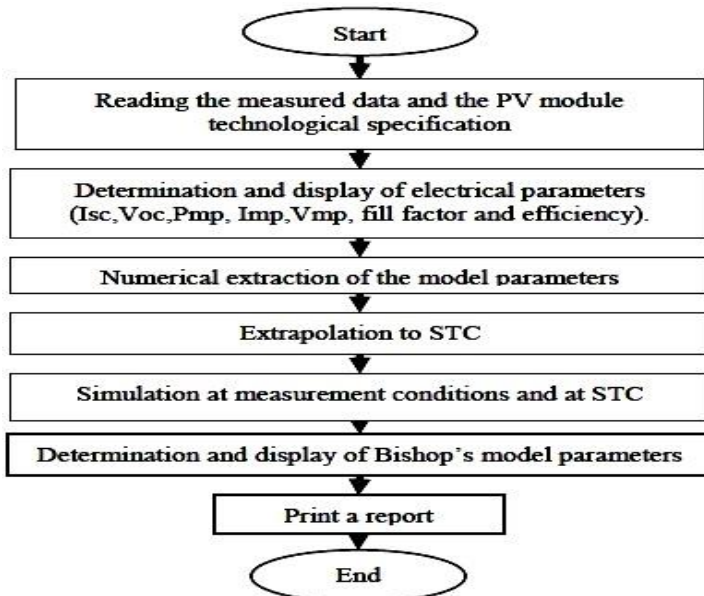 Start
Reading the measured data and the PV module
technological specification
Determination and display of electrical parameters
(Isc,Voc,Pmp, Imp,Vmp, fill factor and efficiency).
Numerical extraction of the model parameters
Extrapolation to STC
Simulation at measurement conditions and at STC
Determination and display of Bishop's model parameters
Print a report
End